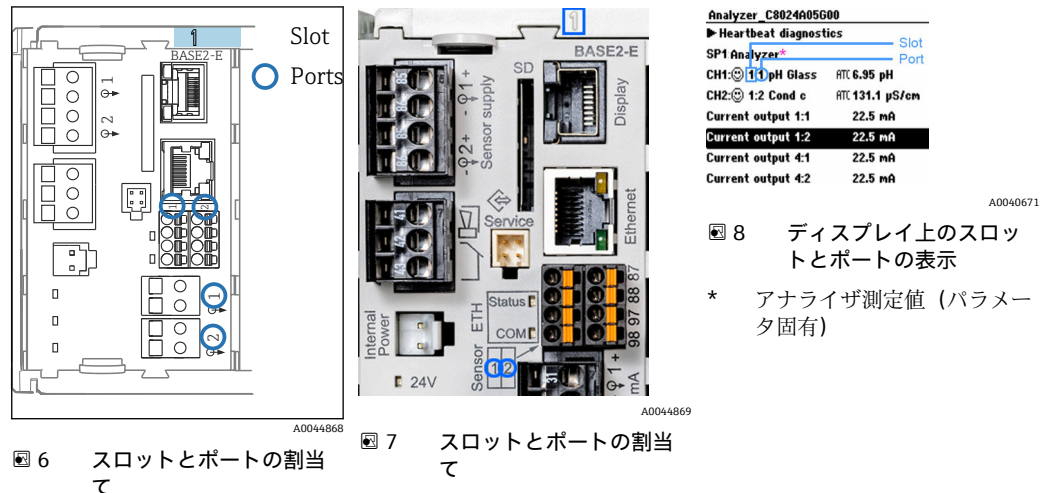 1
Slot
BASE2-E
Ports
1
2
1
2
1
2
A0044868
図 6 スロットとポートの割当
て
1
BASE2-E
SD
Display
85
- 1 +
86
- 2 +
Sensor supply
Ethernet
Service
41
42
43
Status
COM
ETH
Internal
Power
24V
Sensor
1 2
87
88
97
98
31
1 +
mA
A0044869
図 7 スロットとポートの割当
て
Analyzer_C8024A05G00
▶ Heartbeat diagnostics
Slot
SP1 Analyzer*
Port
CH1:☺ 1:1 pH Glass ATC 6.95 pH
CH2:☺ 1:2 Cond c ATC 131.1 µS/cm
Current output 1:1 22.5 mA
Current output 1:2 22.5 mA
Current output 4:1 22.5 mA
Current output 4:2 22.5 mA
A0040671
図 8 ディスプレイ上のスロッ
トとポートの表示
* アナライザ測定値 (パラメー
タ固有)